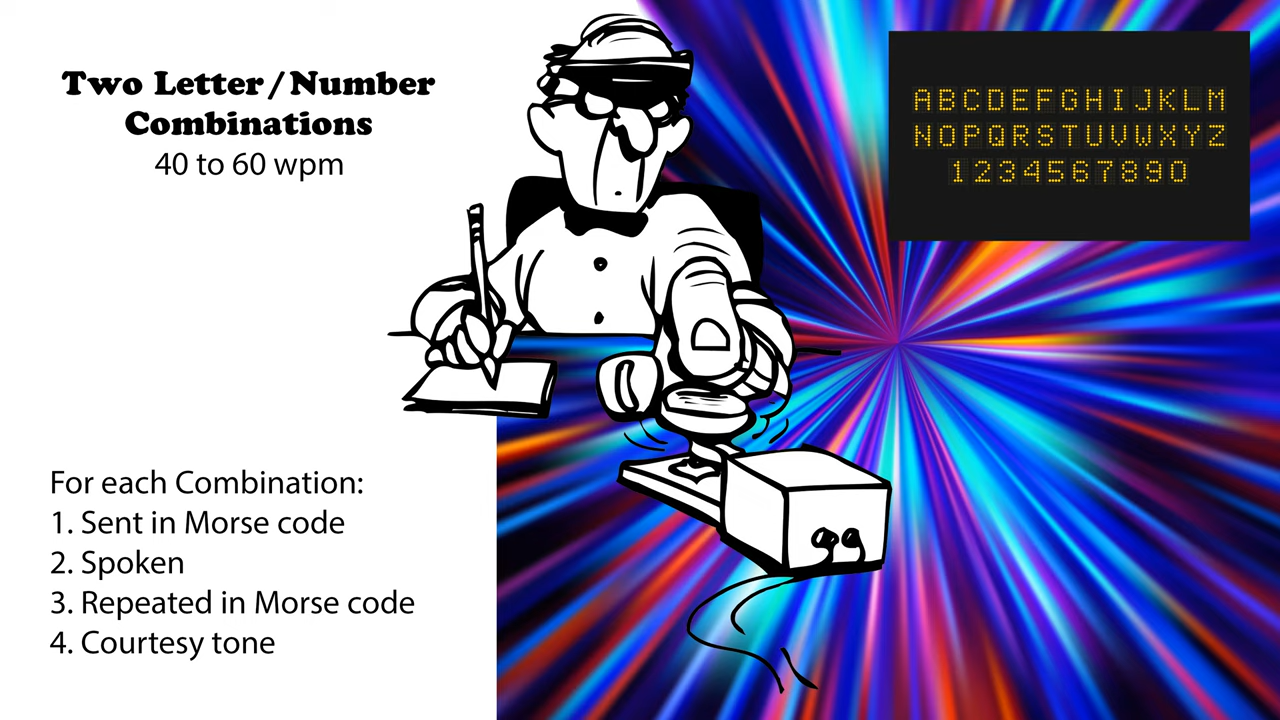 Two Letter/Number
Combinations
40 to 60 wpm
ABCDEFGHIJKLM
NOPQRSTUVWXYZ
1234567890
For each Combination:
1. Sent in Morse code
2. Spoken
3. Repeated in Morse code
4. Courtesy tone